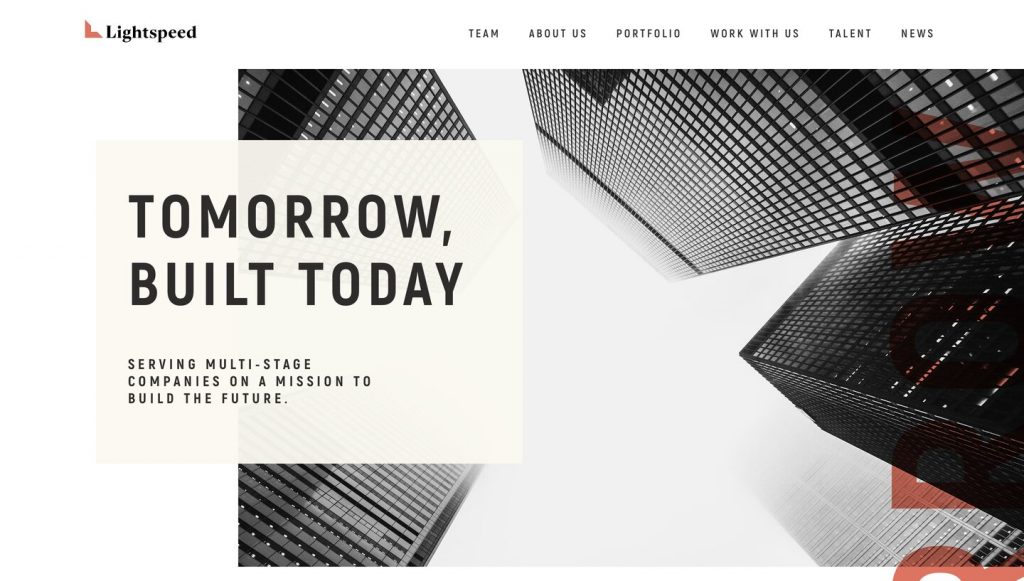 Lightspeed
TEAM ABOUT US PORTFOLIO WORK WITH US TALENT NEWS
TOMORROW,
BUILT TODAY
SERVING MULTI-STAGE
COMPANIES ON A MISSION TO
BUILD THE FUTURE.